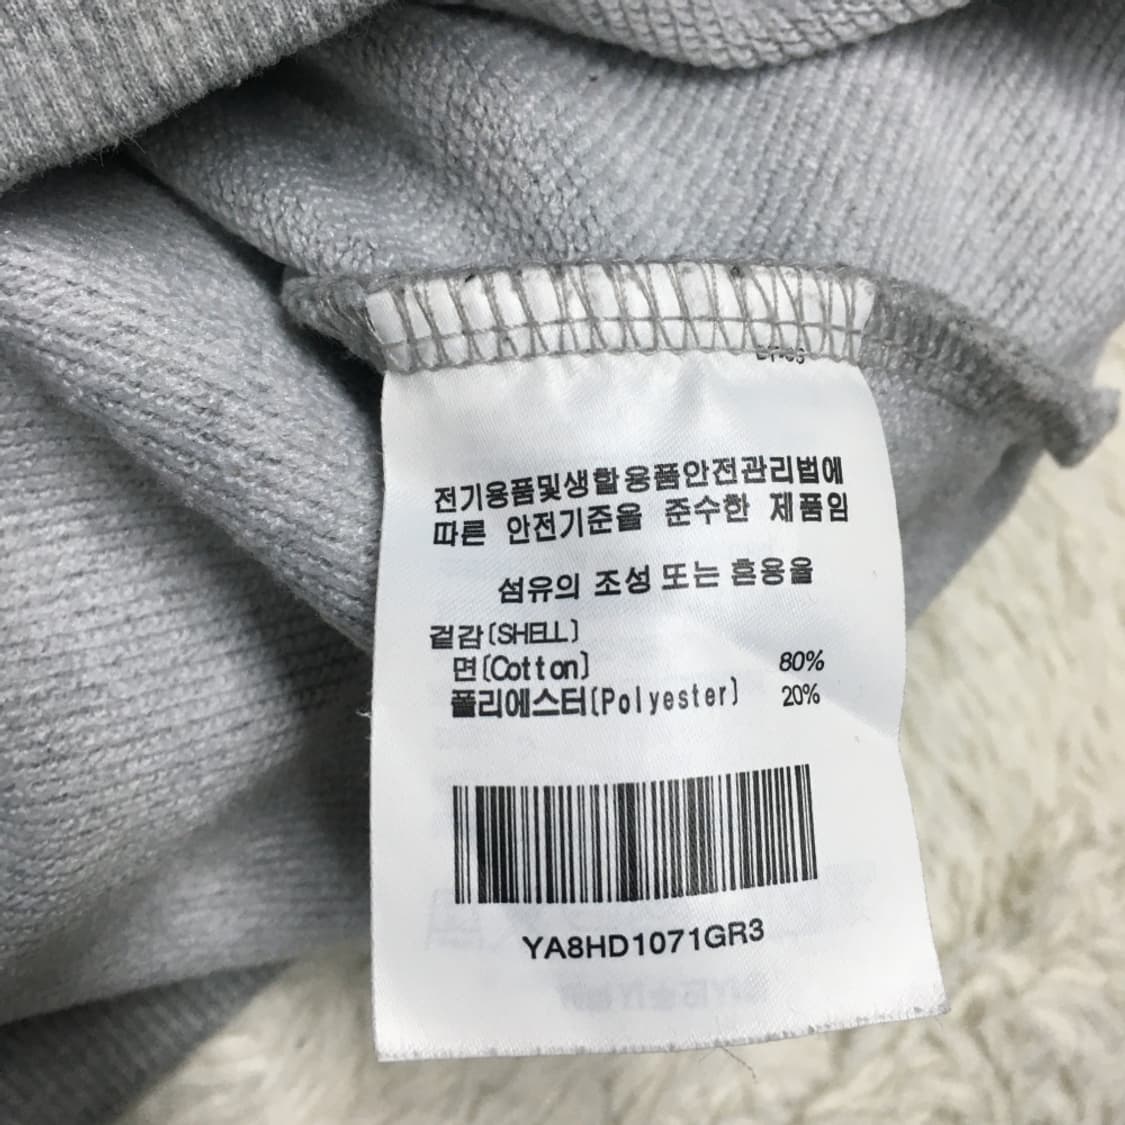 전기용품및생활용품안전관리법에
따른 안전기준을 준수한 제품임
섬유의 조성 또는 혼용율
겉감(SHELL)
면(Cotton) 80%
폴리에스터(Polyester) 20%
YA8HD1071GR3